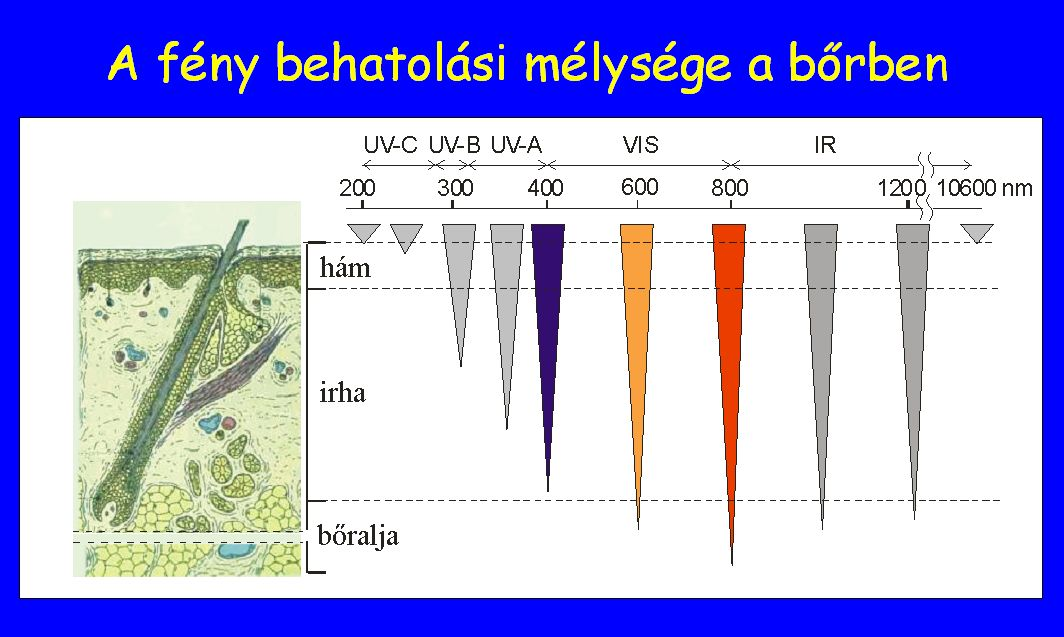 A fény behatolási mélysége a bőrben
UV-C UV-B UV-A VIS IR
200 300 400 600 800 1200 10600 nm
hám
irha
bőralja